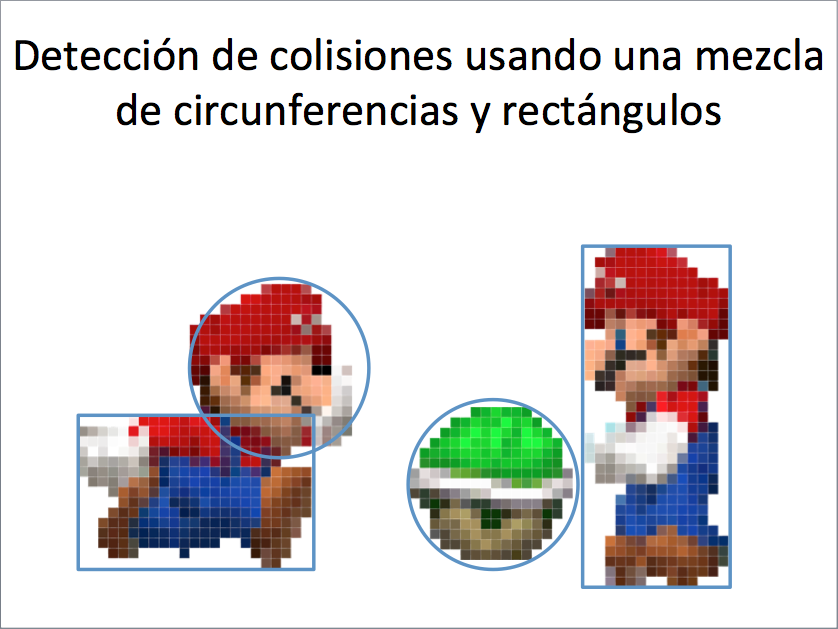 Detección de colisiones usando una mezcla
de circunferencias y rectángulos